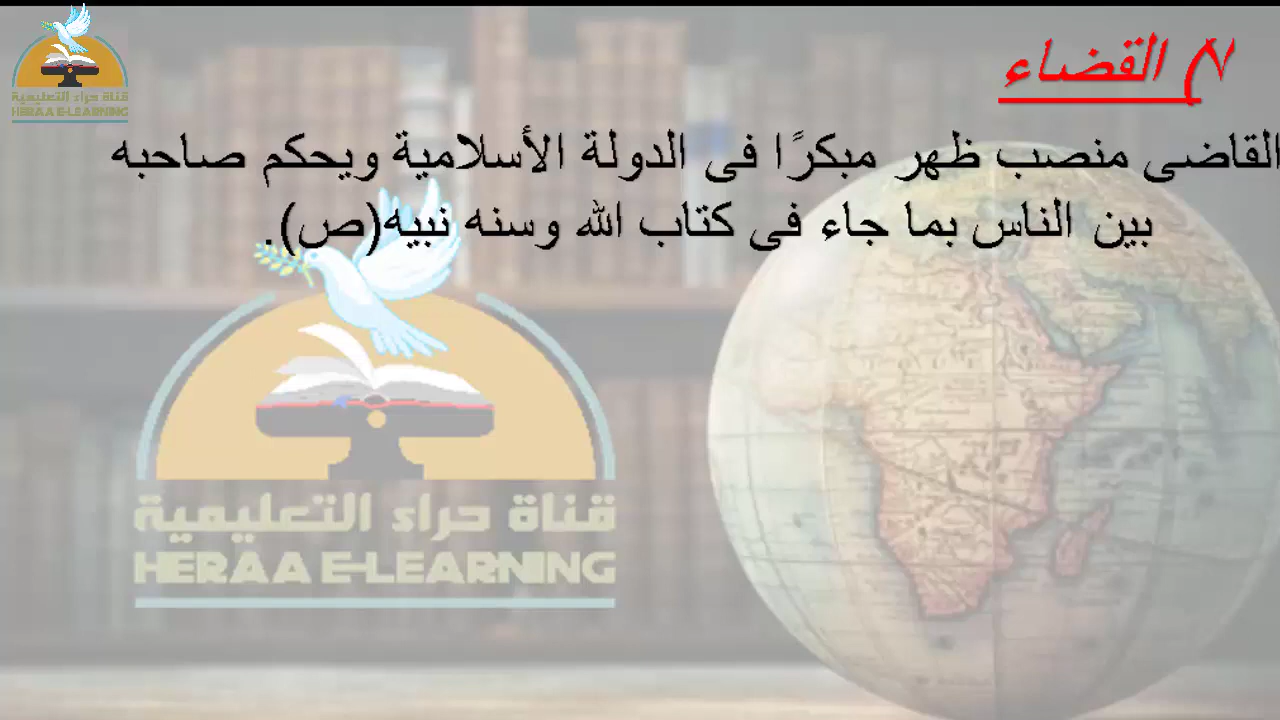 ٧) القضاء
القاضى منصب ظهر مبكرًا فى الدولة الأسلامية ويحكم صاحبه
بين الناس بما جاء فى كتاب الله وسنه نبيه(ص).
قناة حراء التعليمية
HERAA E-LEARNING
قناة حراء التعليمية
HERAA E-LEARNING